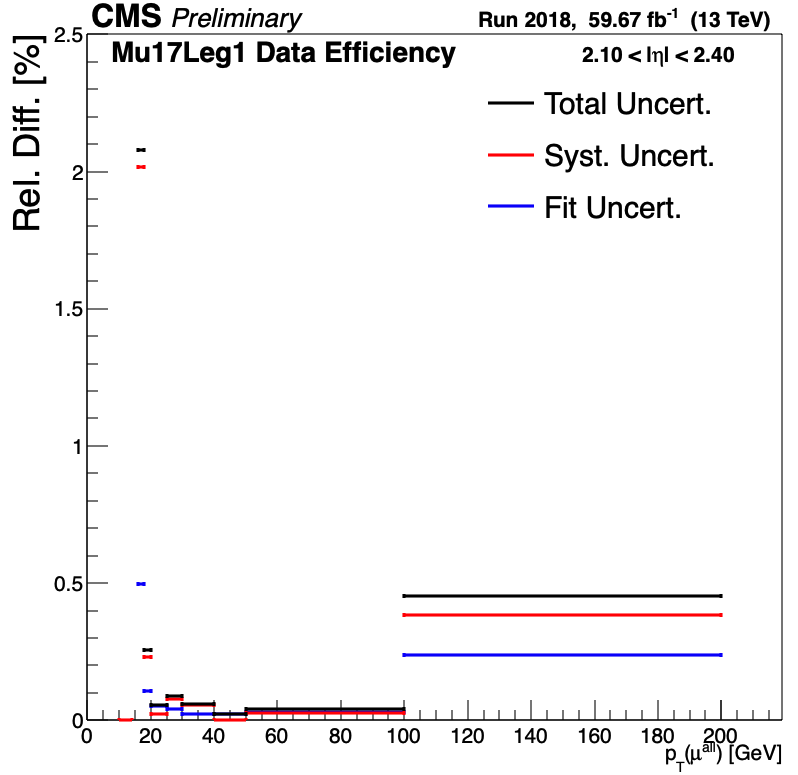 CMS Preliminary Run 2018, 59.67 fb⁻¹ (13 TeV)
Mu17Leg1 Data Efficiency 2.10 < |η| < 2.40
Rel. Diff. [%]
Total Uncert.
Syst. Uncert.
Fit Uncert.
2.5
2
1.5
1
0.5
0
0 20 40 60 80 100 120 140 160 180 200
p_T(μ^all) [GeV]